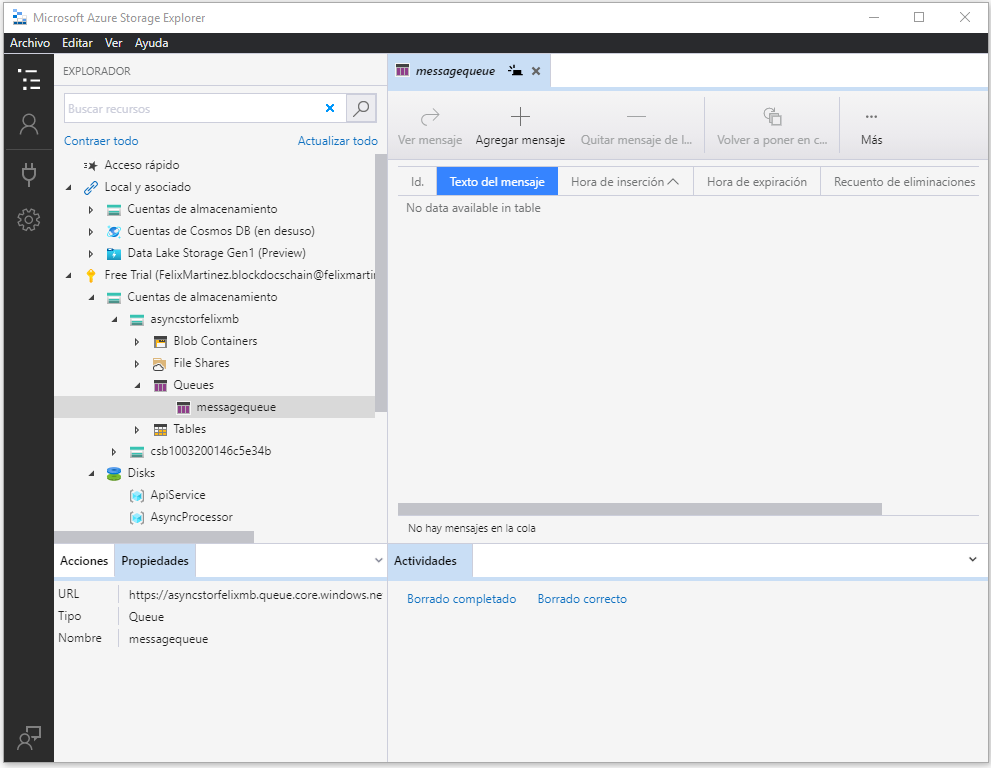 Microsoft Azure Storage Explorer
Archivo Editar Ver Ayuda
EXPLORADOR
Buscar recursos
Contraer todo Actualizar todo
Acceso rápido
Local y asociado
Cuentas de almacenamiento
Cuentas de Cosmos DB (en desuso)
Data Lake Storage Gen1 (Preview)
Free Trial (FelixMartinez.blockdocschain@felixmartin
Cuentas de almacenamiento
asyncstorfelixmb
Blob Containers
File Shares
Queues
messagequeue
Tables
csb1003200146c5e34b
Disks
ApiService
AsyncProcessor
Acciones Propiedades
URL https://asyncstorfelixmb.queue.core.windows.ne
Tipo Queue
Nombre messagequeue
messagequeue
Ver mensaje Agregar mensaje Quitar mensaje de l... Volver a poner en c... Más
Id. Texto del mensaje Hora de inserción Hora de expiración Recuento de eliminaciones
No data available in table
No hay mensajes en la cola
Actividades
Borrado completado Borrado correcto